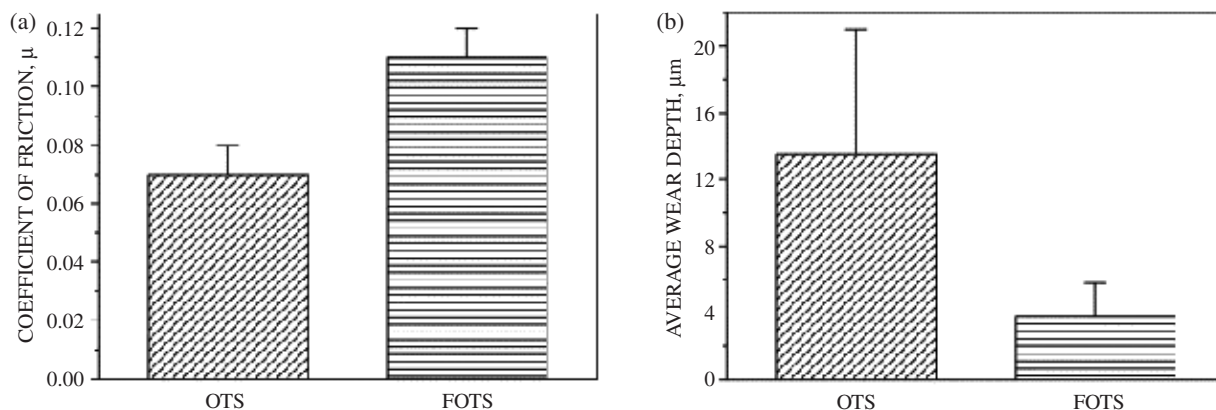 (a)
COEFFICIENT OF FRICTION, μ
0.12
0.10
0.08
0.06
0.04
0.02
0.00
OTS
FOTS
(b)
AVERAGE WEAR DEPTH, μm
20
16
12
8
4
0
OTS
FOTS